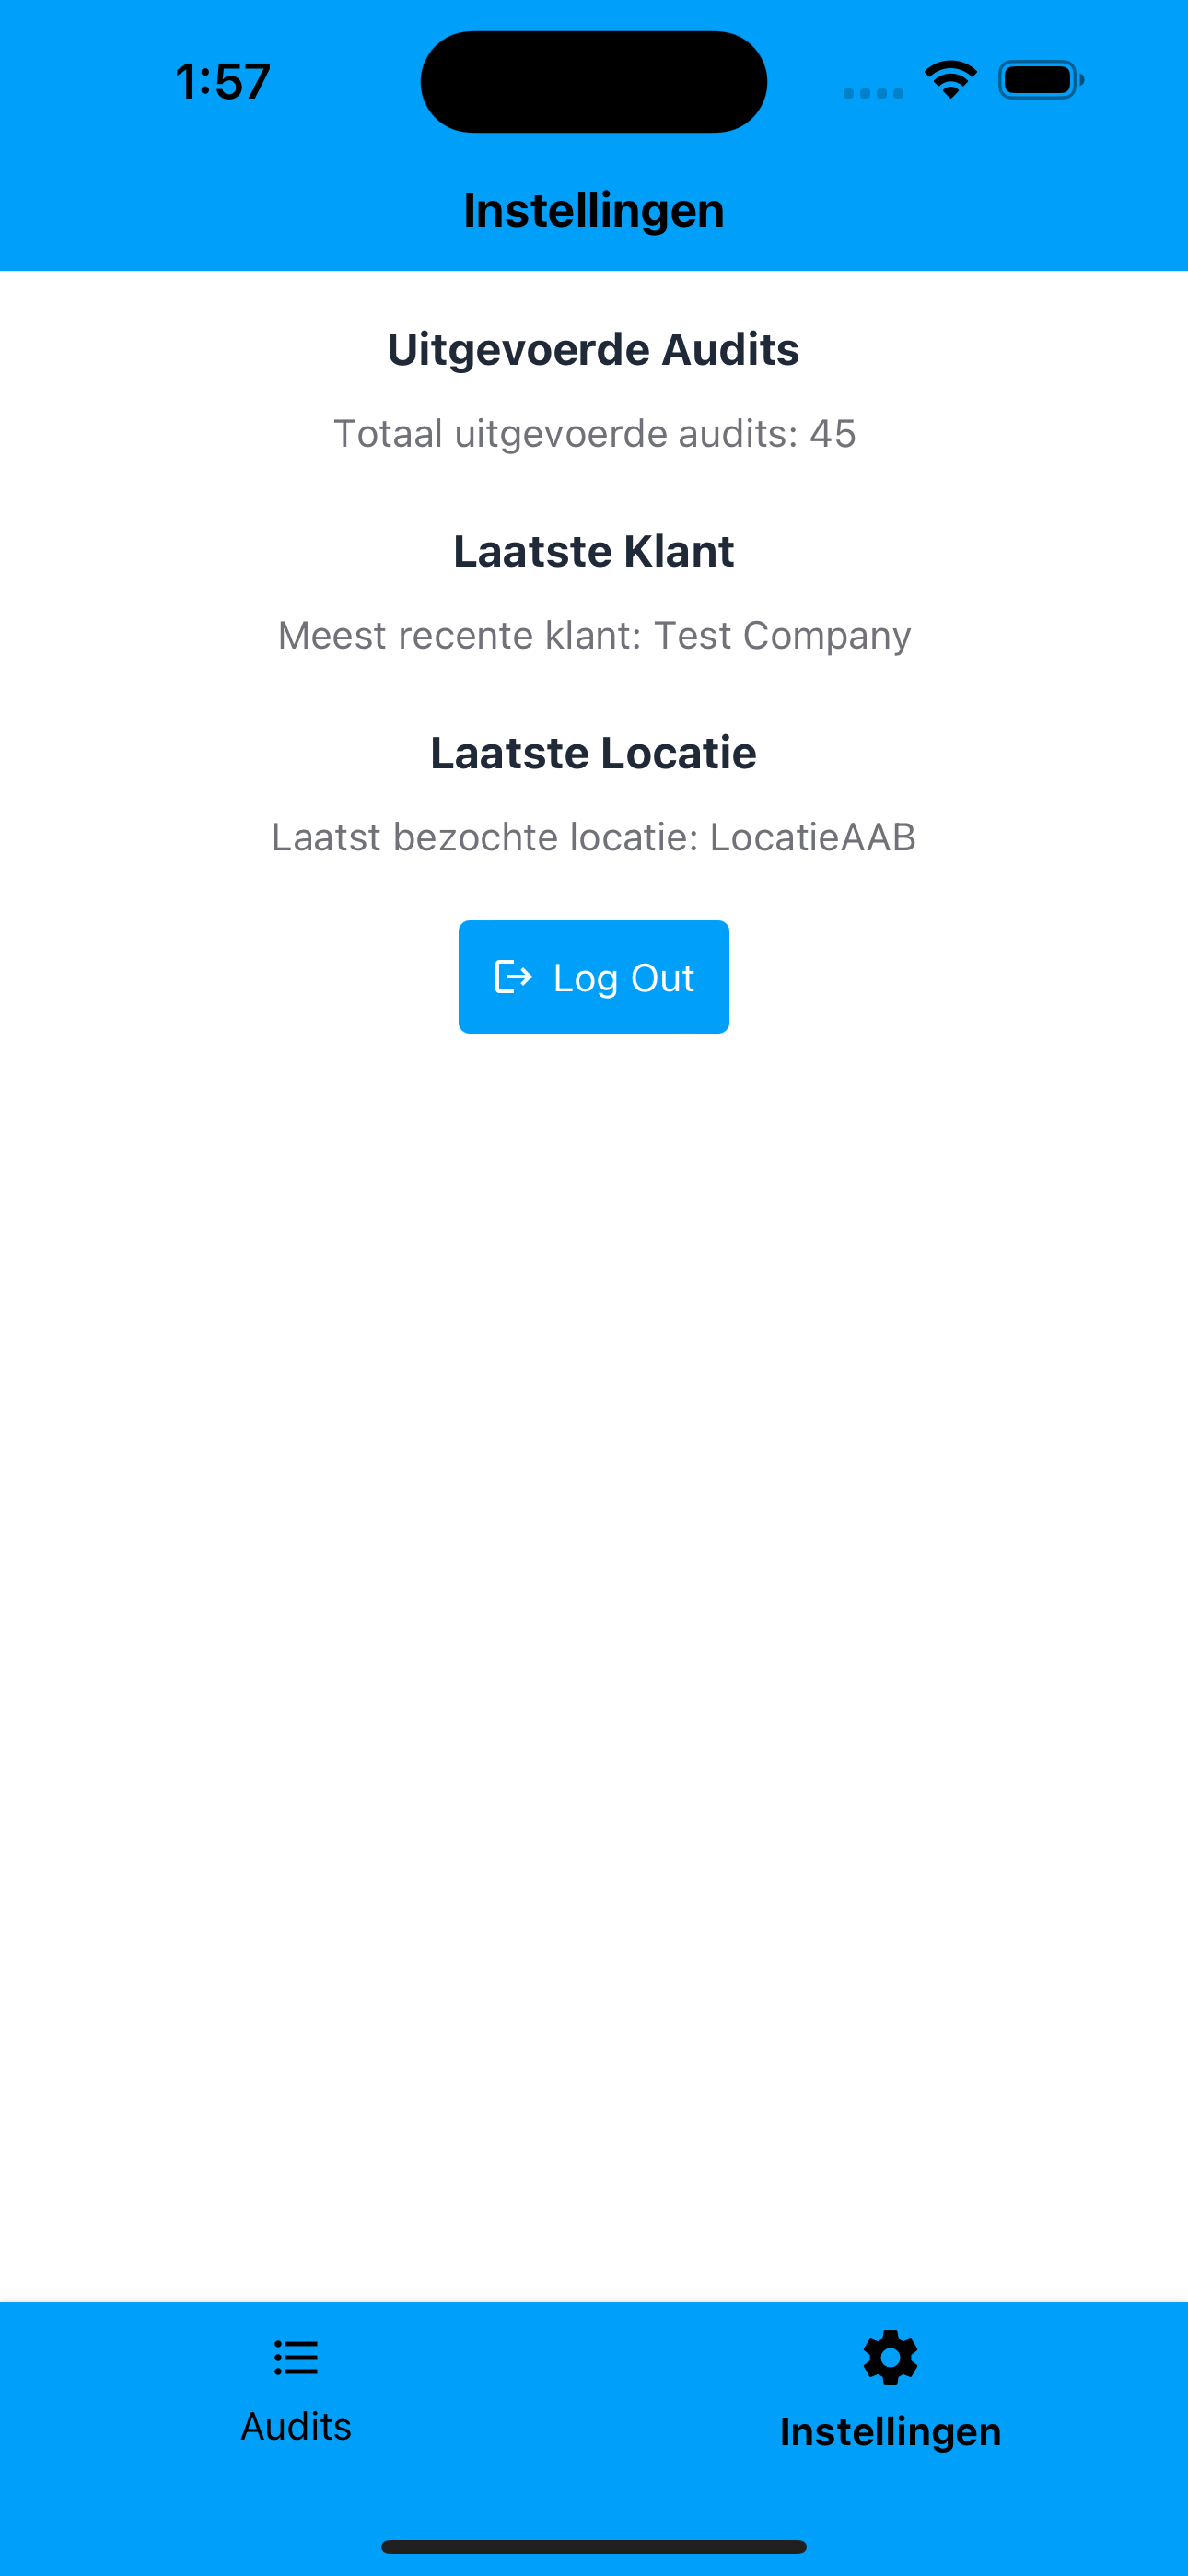 1:57
Instellingen
Uitgevoerde Audits
Totaal uitgevoerde audits: 45
Laatste Klant
Meest recente klant: Test Company
Laatste Locatie
Laatst bezochte locatie: LocatieAAB
Log Out
Audits
Instellingen